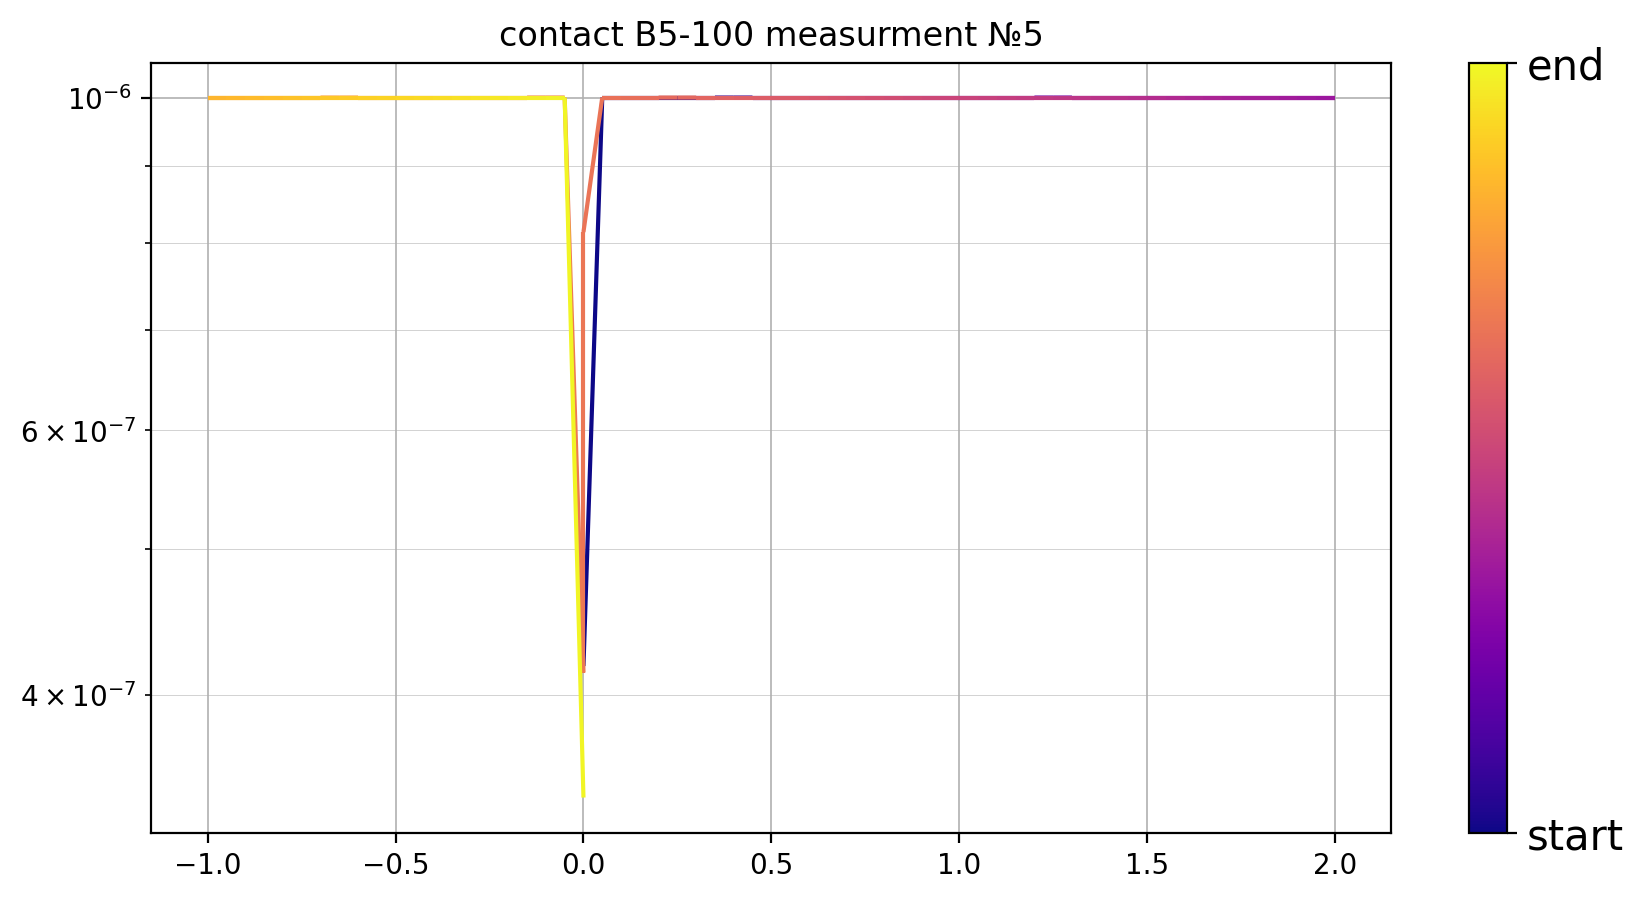 contact B5-100 measurment №5
10⁻⁶
6 × 10⁻⁷
4 × 10⁻⁷
−1.0 −0.5 0.0 0.5 1.0 1.5 2.0
end
start